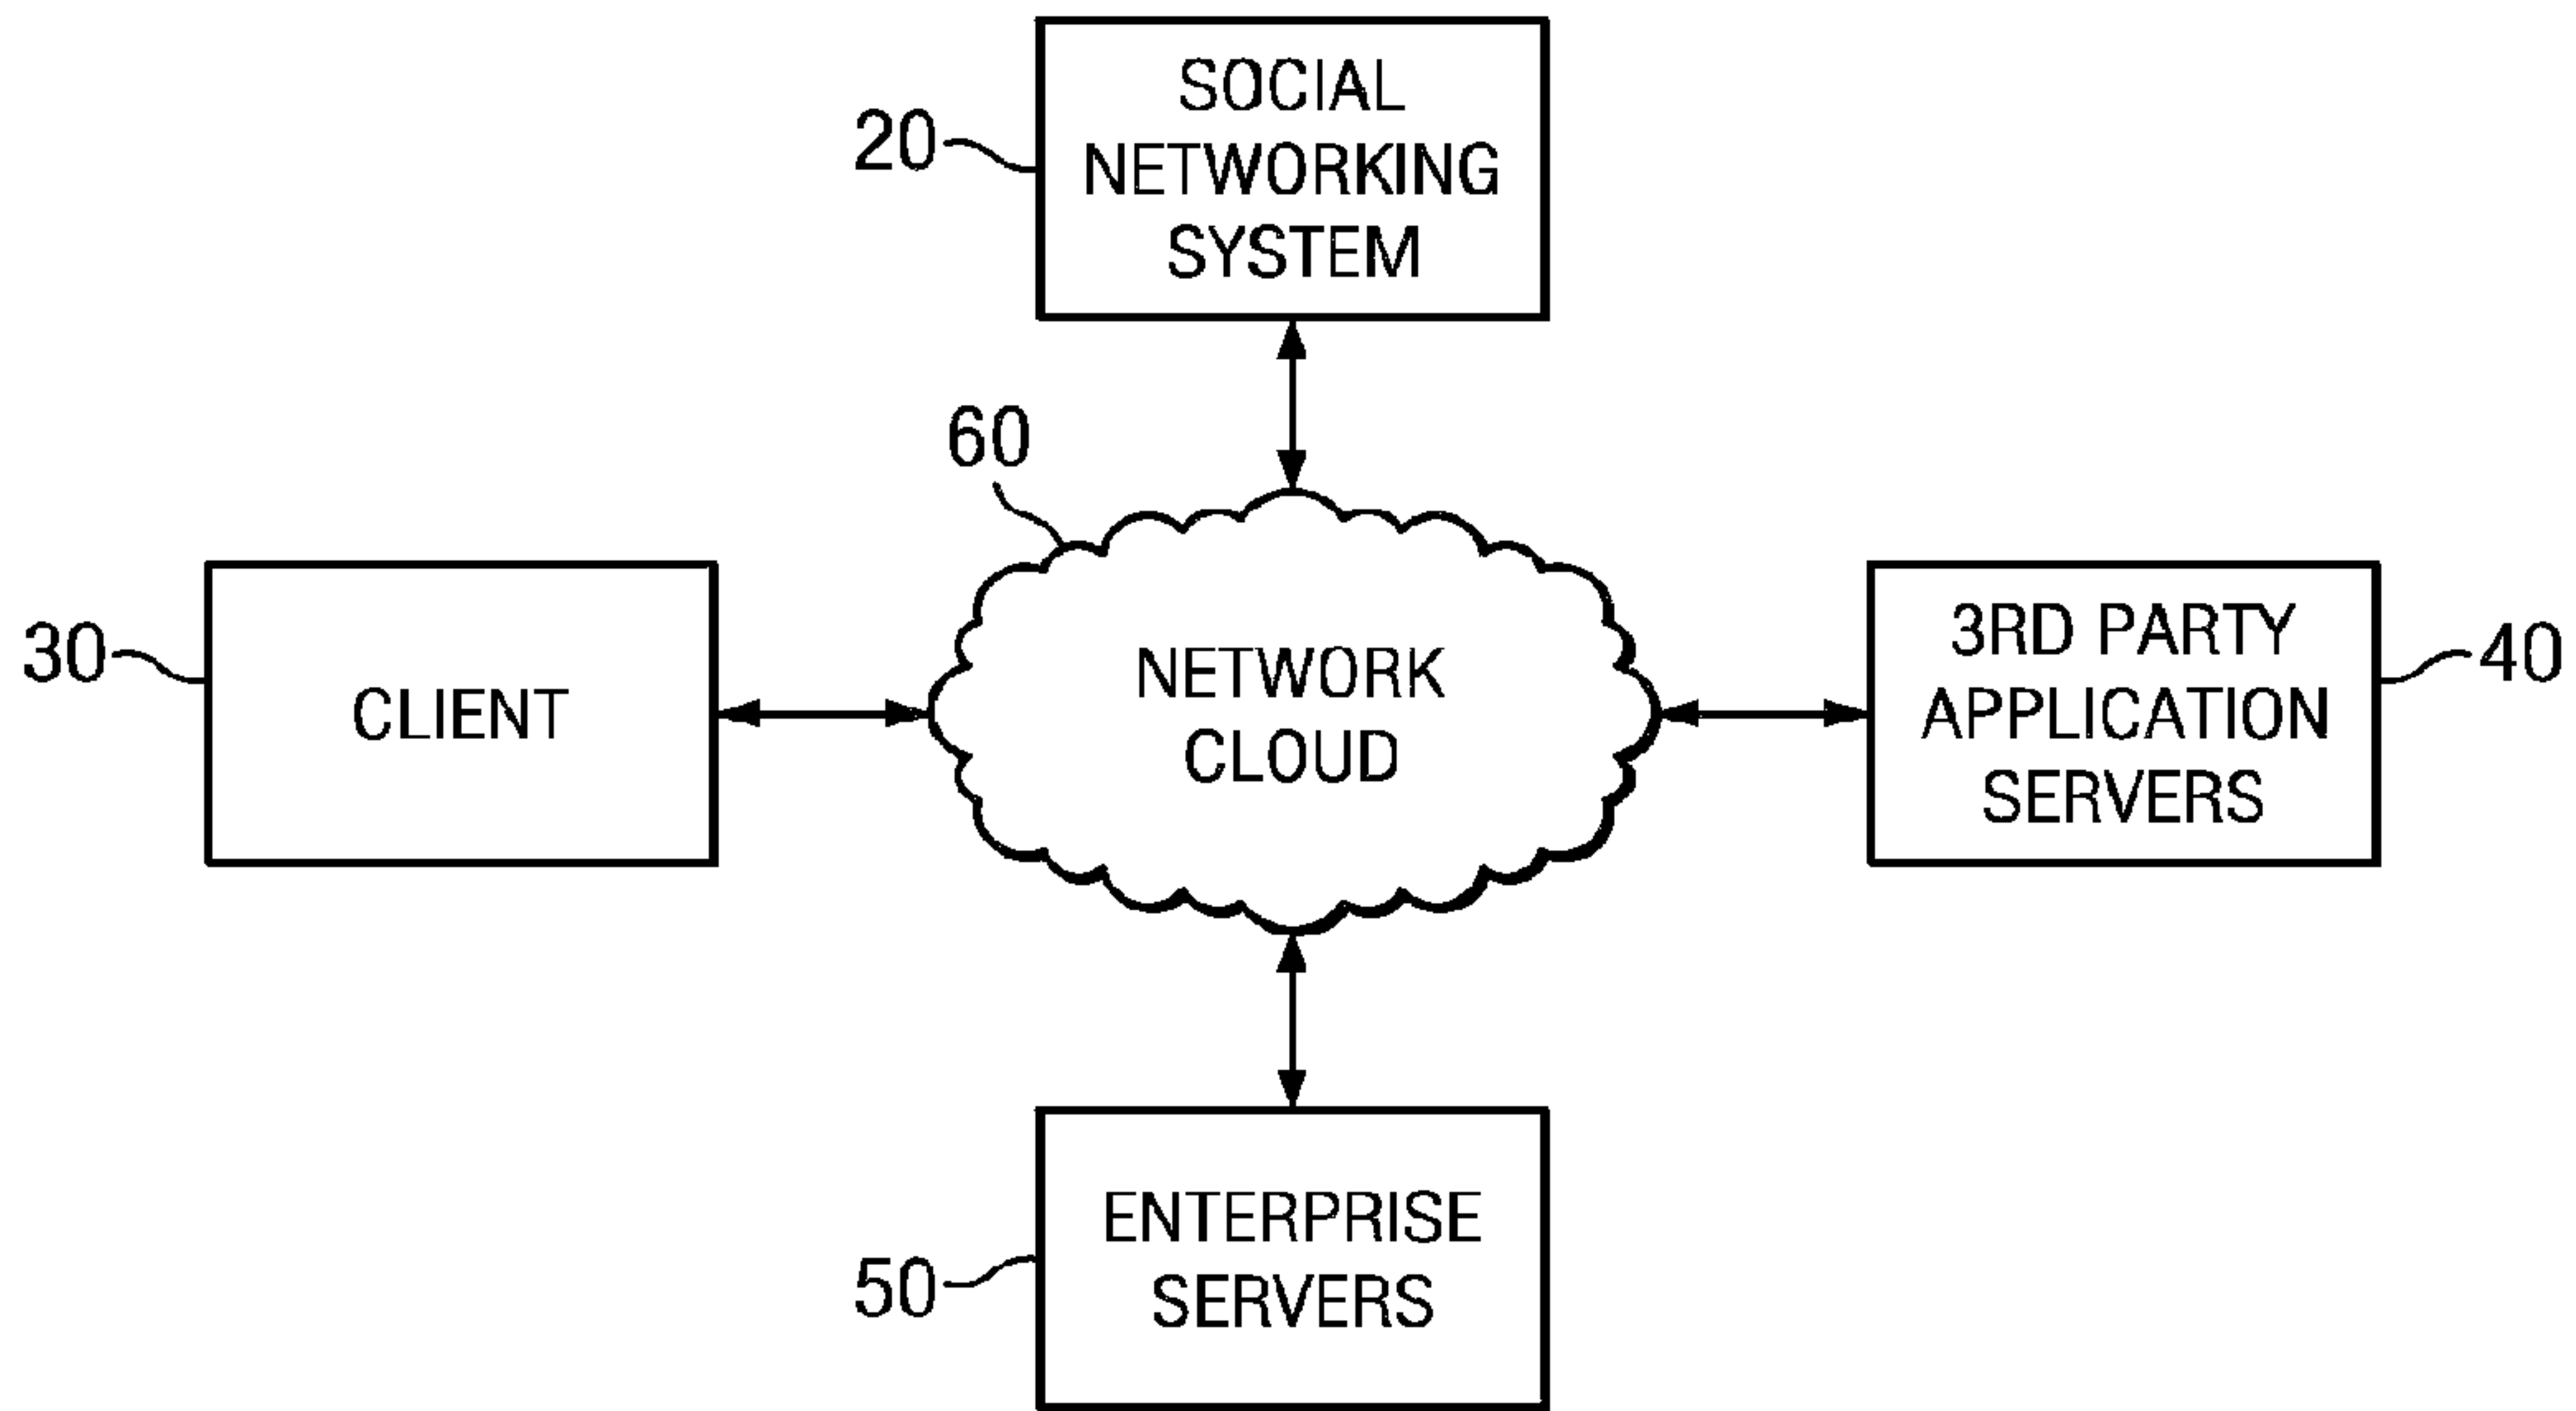 SOCIAL
NETWORKING
SYSTEM
20
60
CLIENT
30
NETWORK
CLOUD
3RD PARTY
APPLICATION
SERVERS
40
ENTERPRISE
SERVERS
50